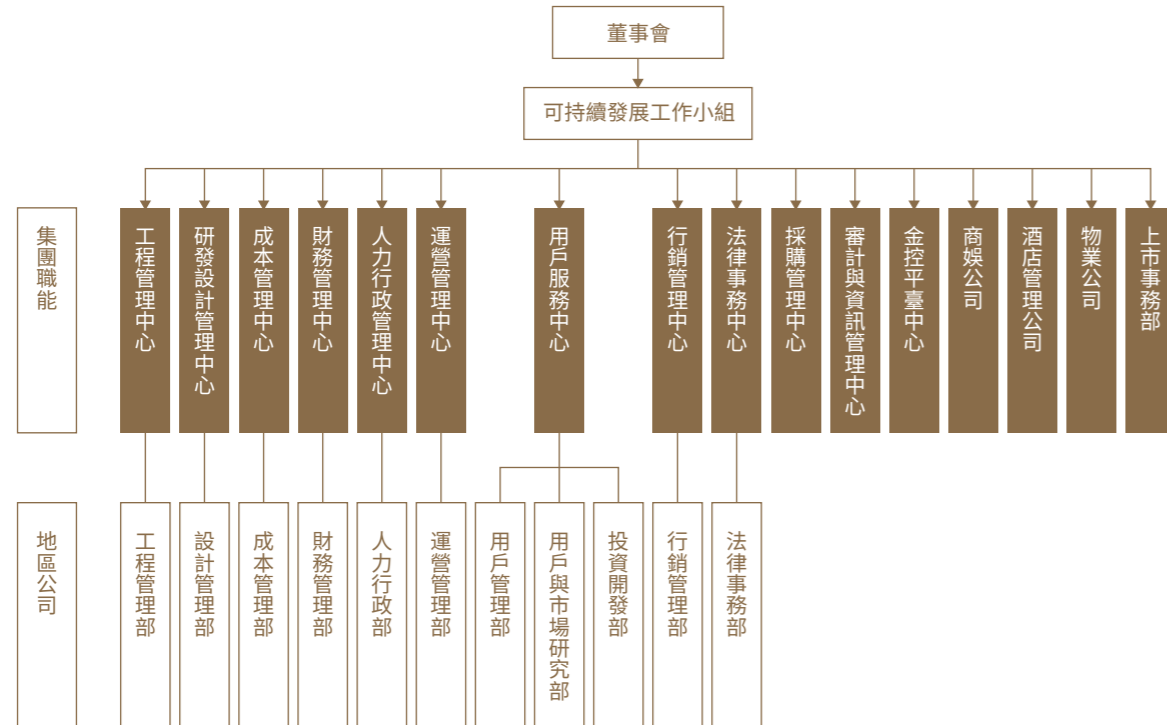 董事會
可持續發展工作小組
集團職能
工程管理中心
研發設計管理中心
成本管理中心
財務管理中心
人力行政管理中心
運營管理中心
用戶服務中心
行銷管理中心
法律事務中心
採購管理中心
審計與資訊管理中心
金控平臺中心
商娛公司
酒店管理公司
物業公司
上市事務部
地區公司
工程管理部
設計管理部
成本管理部
財務管理部
人力行政部
運營管理部
用戶管理部
用戶與市場研究部
投資開發部
行銷管理部
法律事務部